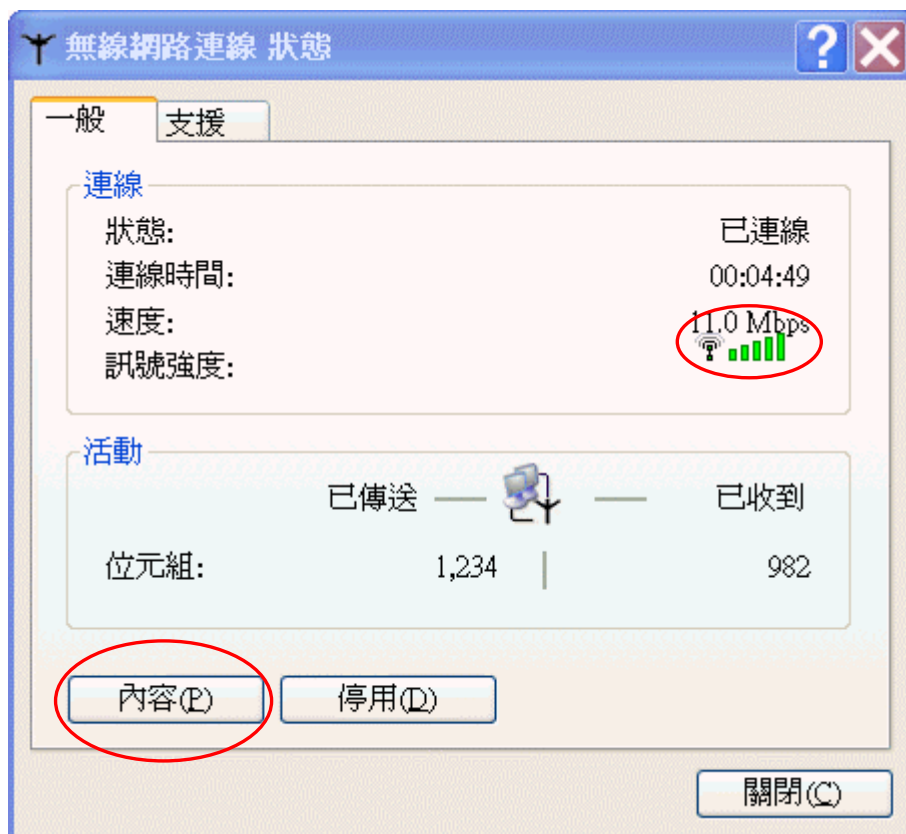 無線網路連線 狀態
一般 支援
連線
狀態: 已連線
連線時間: 00:04:49
速度: 11.0 Mbps
訊號強度:
活動
已傳送 已收到
位元組: 1,234 982
內容(P) 停用(D)
關閉(C)